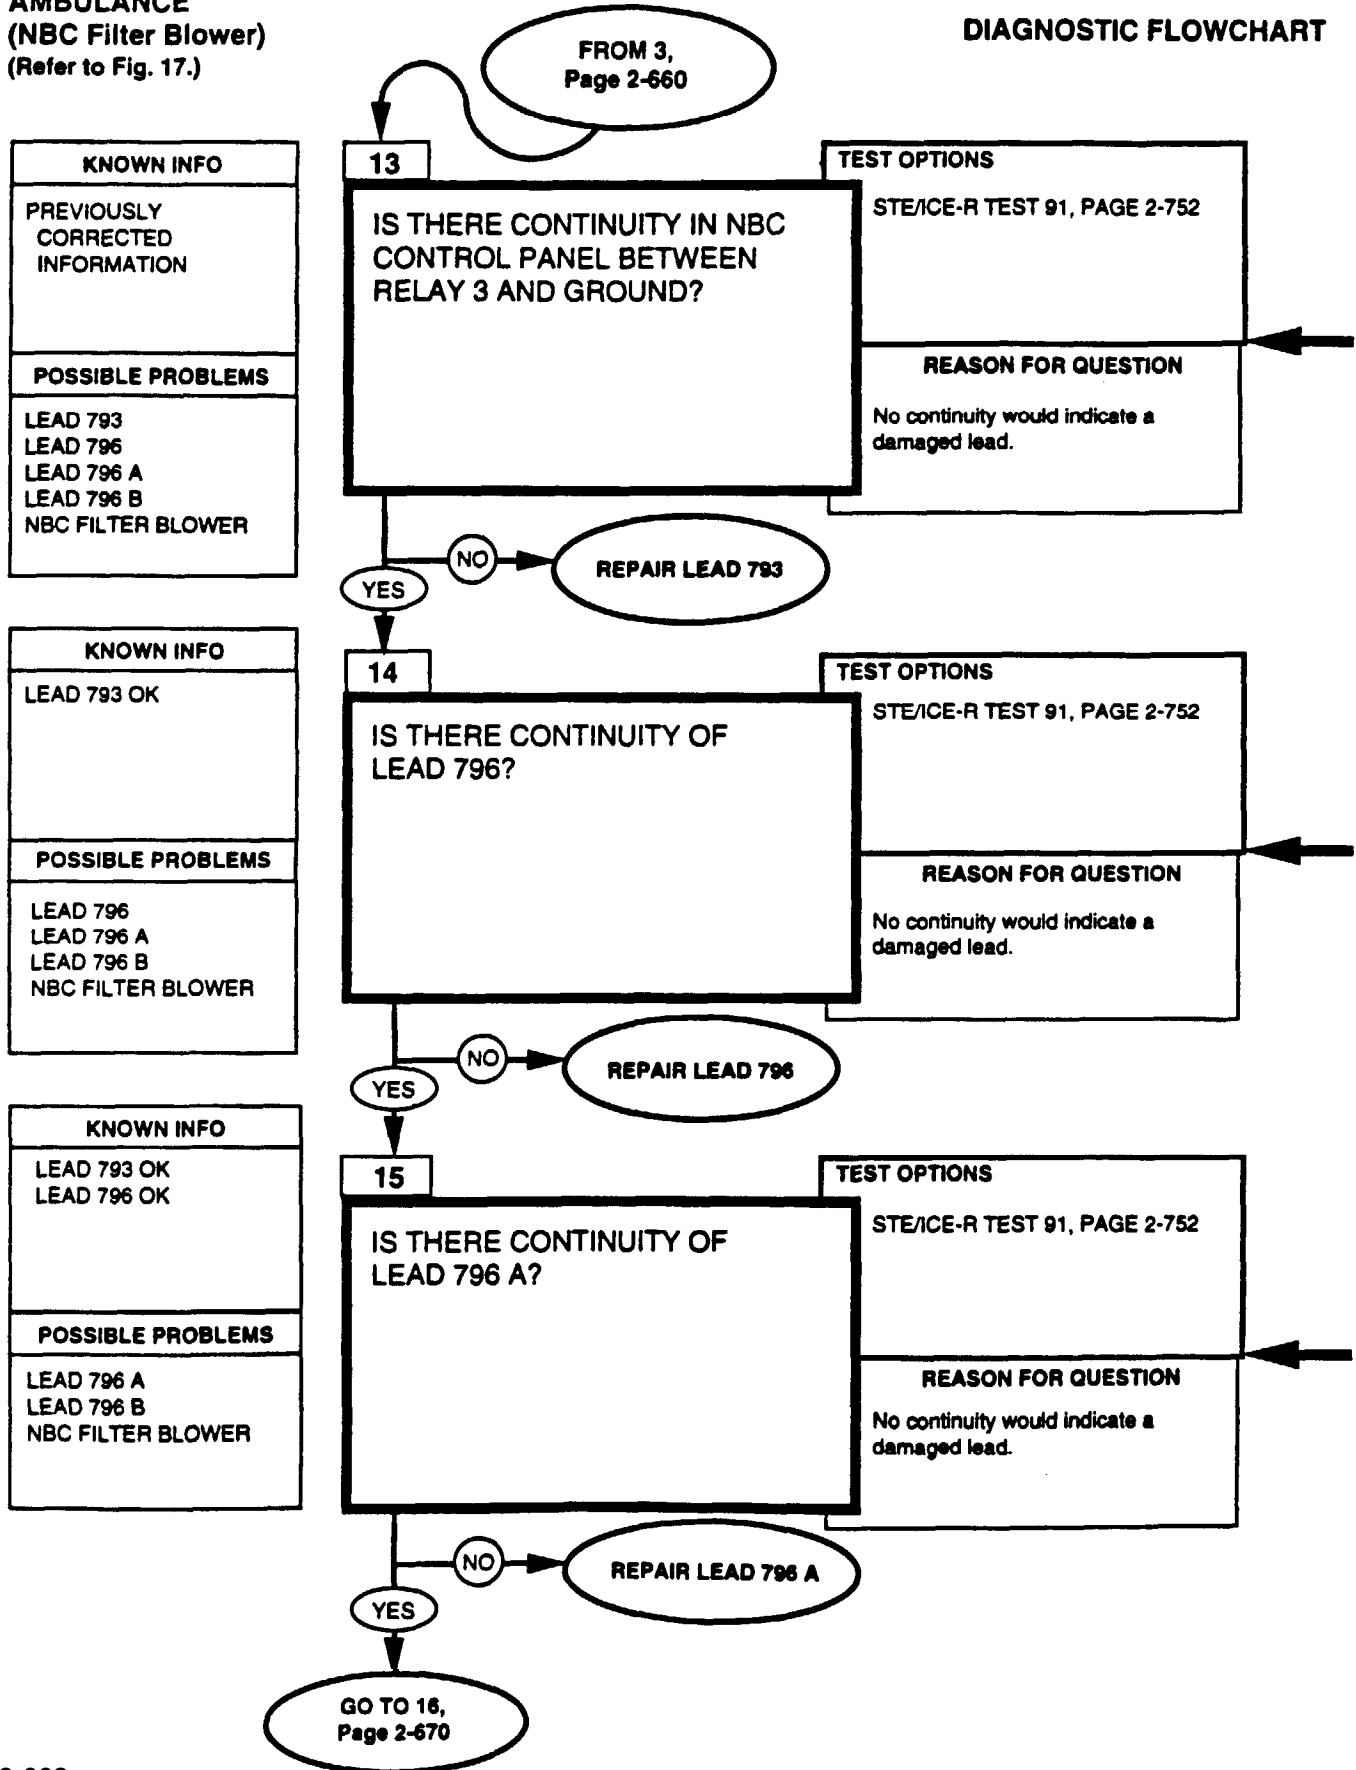 AMBULANCE
(NBC Filter Blower)
(Refer to Fig. 17.)
DIAGNOSTIC FLOWCHART
FROM 3,
Page 2-660
KNOWN INFO
PREVIOUSLY
CORRECTED
INFORMATION
POSSIBLE PROBLEMS
LEAD 793
LEAD 796
LEAD 796 A
LEAD 796 B
NBC FILTER BLOWER
13
IS THERE CONTINUITY IN NBC
CONTROL PANEL BETWEEN
RELAY 3 AND GROUND?
TEST OPTIONS
STE/ICE-R TEST 91, PAGE 2-752
REASON FOR QUESTION
No continuity would indicate a
damaged lead.
NO
REPAIR LEAD 793
YES
KNOWN INFO
LEAD 793 OK
POSSIBLE PROBLEMS
LEAD 796
LEAD 796 A
LEAD 796 B
NBC FILTER BLOWER
14
IS THERE CONTINUITY OF
LEAD 796?
TEST OPTIONS
STE/ICE-R TEST 91, PAGE 2-752
REASON FOR QUESTION
No continuity would indicate a
damaged lead.
NO
REPAIR LEAD 796
YES
KNOWN INFO
LEAD 793 OK
LEAD 796 OK
POSSIBLE PROBLEMS
LEAD 796 A
LEAD 796 B
NBC FILTER BLOWER
15
IS THERE CONTINUITY OF
LEAD 796 A?
TEST OPTIONS
STE/ICE-R TEST 91, PAGE 2-752
REASON FOR QUESTION
No continuity would indicate a
damaged lead.
NO
REPAIR LEAD 796 A
YES
GO TO 16,
Page 2-670